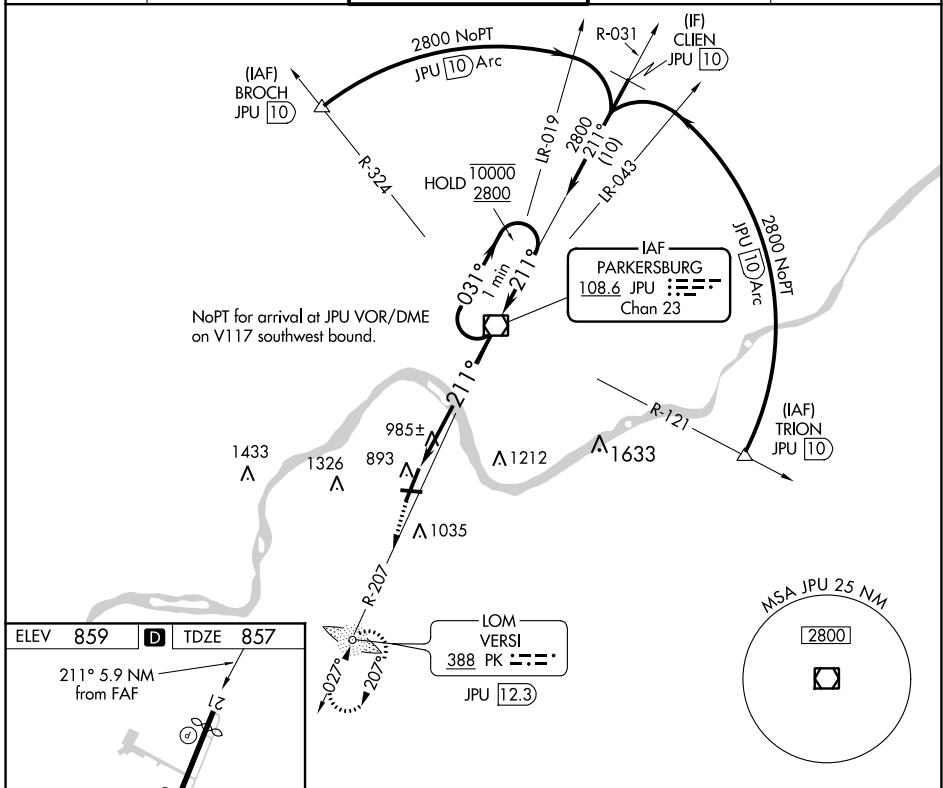 (IF)
CLIEN
JPU 10
R-031
2800 NoPT
JPU 10 Arc
(IAF)
BROCH
JPU 10
R-324
LR-019
2800
211°
(10)
LR-043
HOLD 10000
2800
031°
1 min
211°
IAF
PARKERSBURG
108.6 JPU
Chan 23
2800 NoPT
JPU 10 Arc
NoPT for arrival at JPU VOR/DME
on V117 southwest bound.
211°
R-121
(IAF)
TRION
JPU 10
985±
1433
1326
893
1212
1633
1035
R-207
LOM
VERSI
388 PK
JPU 12.3
027°
207°
MSA JPU 25 NM
2800
ELEV 859 D TDZE 857
211° 5.9 NM
from FAF
21
P